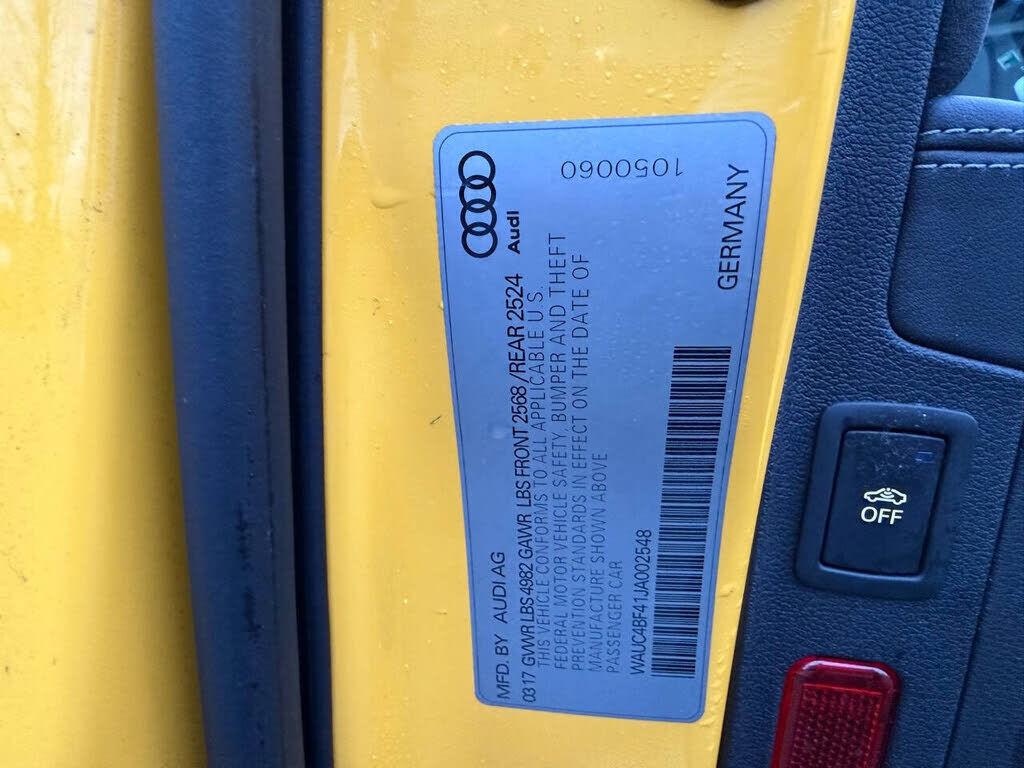 Audi
1050060
MFD. BY AUDI AG
0317 GVWR LBS 4982 GAWR LBS FRONT 2568/REAR 2524
THIS VEHICLE CONFORMS TO ALL APPLICABLE U.S.
FEDERAL MOTOR VEHICLE SAFETY, BUMPER AND THEFT
PREVENTION STANDARDS IN EFFECT ON THE DATE OF
MANUFACTURE SHOWN ABOVE
PASSENGER CAR
WAUC4BF41JA002548
GERMANY
OFF